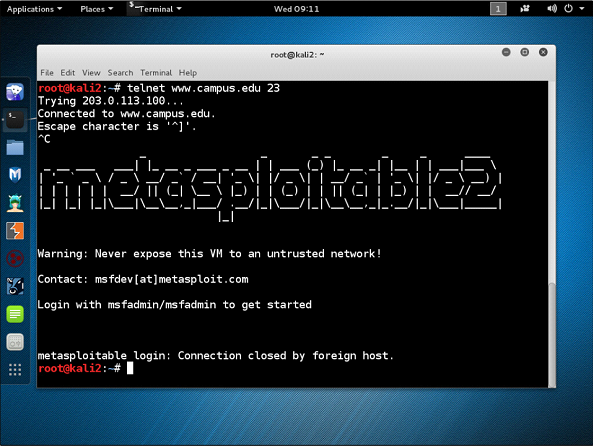 Applications Places Terminal Wed 09:11 1
root@kali2: ~
File Edit View Search Terminal Help
root@kali2:~# telnet www.campus.edu 23
Trying 203.0.113.100...
Connected to www.campus.edu.
Escape character is '^]'.
^C
metasploitable2
Warning: Never expose this VM to an untrusted network!
Contact: msfdev[at]metasploit.com
Login with msfadmin/msfadmin to get started
metasploitable login: Connection closed by foreign host.
root@kali2:~#